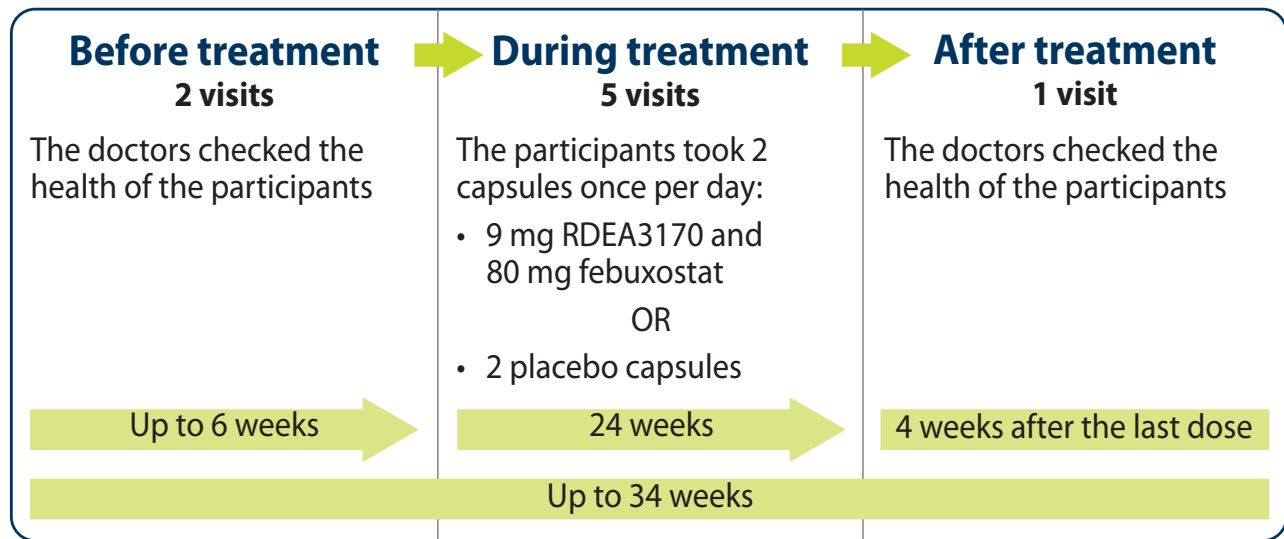 Before treatment
2 visits
The doctors checked the
health of the participants
Up to 6 weeks
During treatment
5 visits
The participants took 2
capsules once per day:
• 9 mg RDEA3170 and
80 mg febuxostat
OR
• 2 placebo capsules
24 weeks
After treatment
1 visit
The doctors checked the
health of the participants
4 weeks after the last dose
Up to 34 weeks